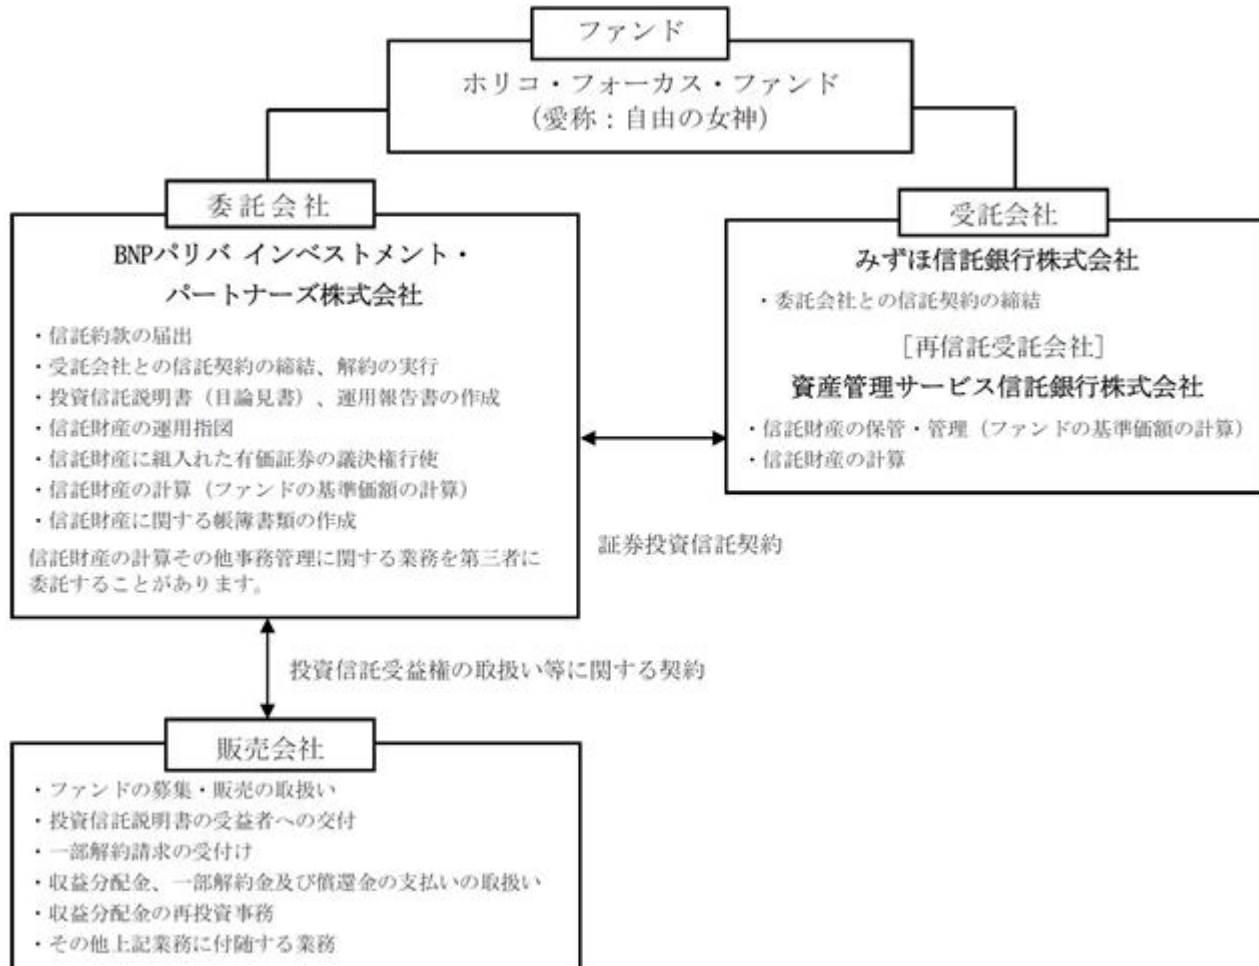 ファンド
ホリコ・フォーカス・ファンド
(愛称:自由の女神)
委託会社
BNPパリバ インベストメント・
パートナーズ株式会社
・信託約款の届出
・受託会社との信託契約の締結、解約の実行
・投資信託説明書(目論見書)、運用報告書の作成
・信託財産の運用指図
・信託財産に組入れた有価証券の議決権行使
・信託財産の計算(ファンドの基準価額の計算)
・信託財産に関する帳簿書類の作成
信託財産の計算その他事務管理に関する業務を第三者に
委託することがあります。
受託会社
みずほ信託銀行株式会社
・委託会社との信託契約の締結
[再信託受託会社]
資産管理サービス信託銀行株式会社
・信託財産の保管・管理(ファンドの基準価額の計算)
・信託財産の計算
証券投資信託契約
投資信託受益権の取扱い等に関する契約
販売会社
・ファンドの募集・販売の取扱い
・投資信託説明書の受益者への交付
・一部解約請求の受付け
・収益分配金、一部解約金及び償還金の支払いの取扱い
・収益分配金の再投資事務
・その他上記業務に付随する業務